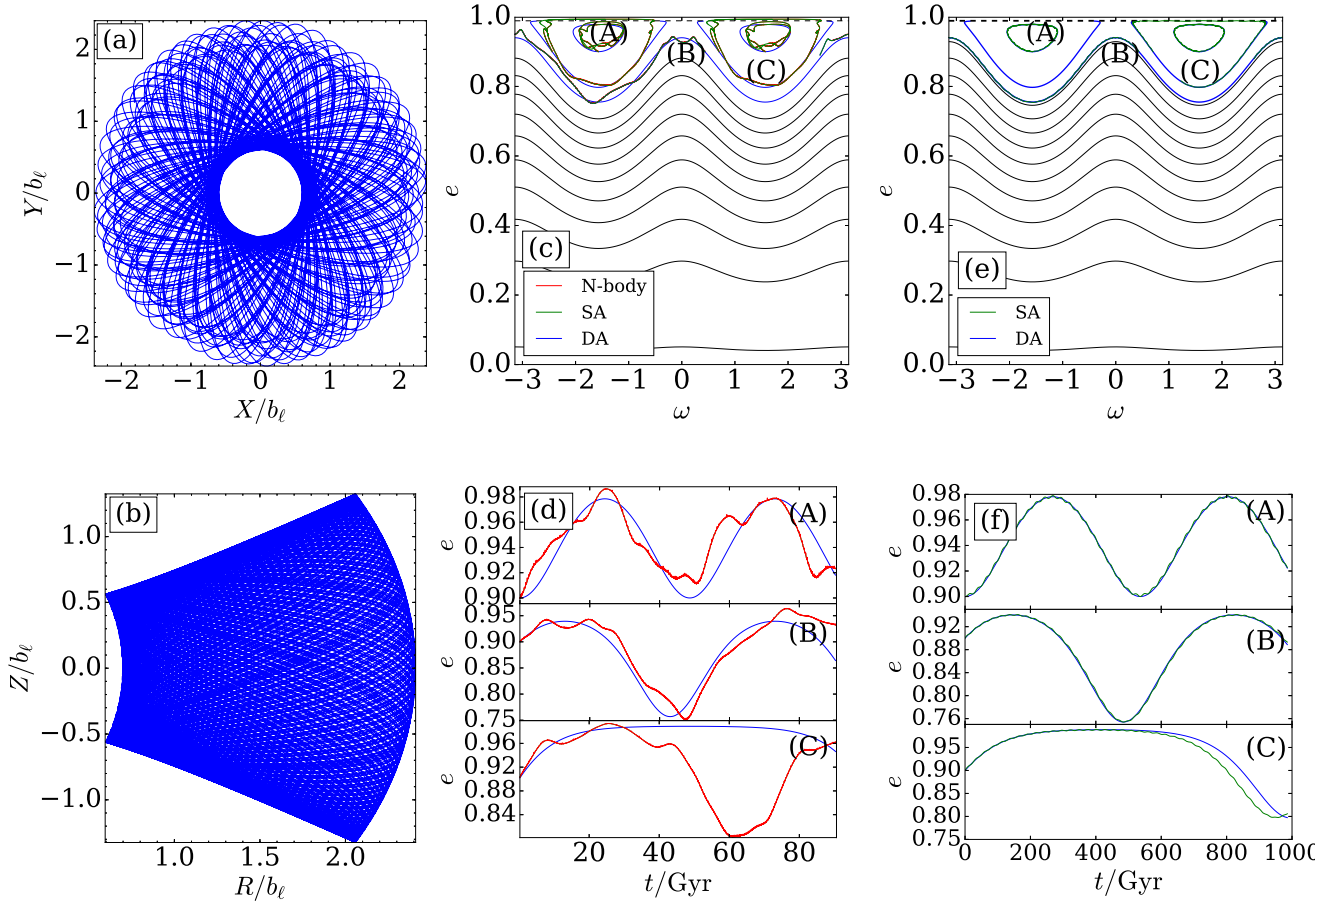 (a)
2
1
0
−1
−2
Y/b_ℓ
−2 −1 0 1 2
X/b_ℓ
1.0
0.8
0.6
0.4
0.2
0.0
e
(A)
(B)
(C)
(c)
N-body
SA
DA
−3 −2 −1 0 1 2 3
ω
1.0
0.8
0.6
0.4
0.2
0.0
e
(A)
(B)
(C)
(e)
SA
DA
−3 −2 −1 0 1 2 3
ω
(b)
1.0
0.5
0.0
−0.5
−1.0
Z/b_ℓ
1.0 1.5 2.0
R/b_ℓ
(d)
(A)
0.98
0.96
0.94
0.92
0.90
e
(B)
0.95
0.90
0.85
0.80
0.75
e
(C)
0.96
0.92
0.88
0.84
e
20 40 60 80
t/Gyr
(f)
(A)
0.98
0.96
0.94
0.92
0.90
e
(B)
0.92
0.88
0.84
0.80
0.76
e
(C)
0.95
0.90
0.85
0.80
0.75
e
0 200 400 600 800 1000
t/Gyr